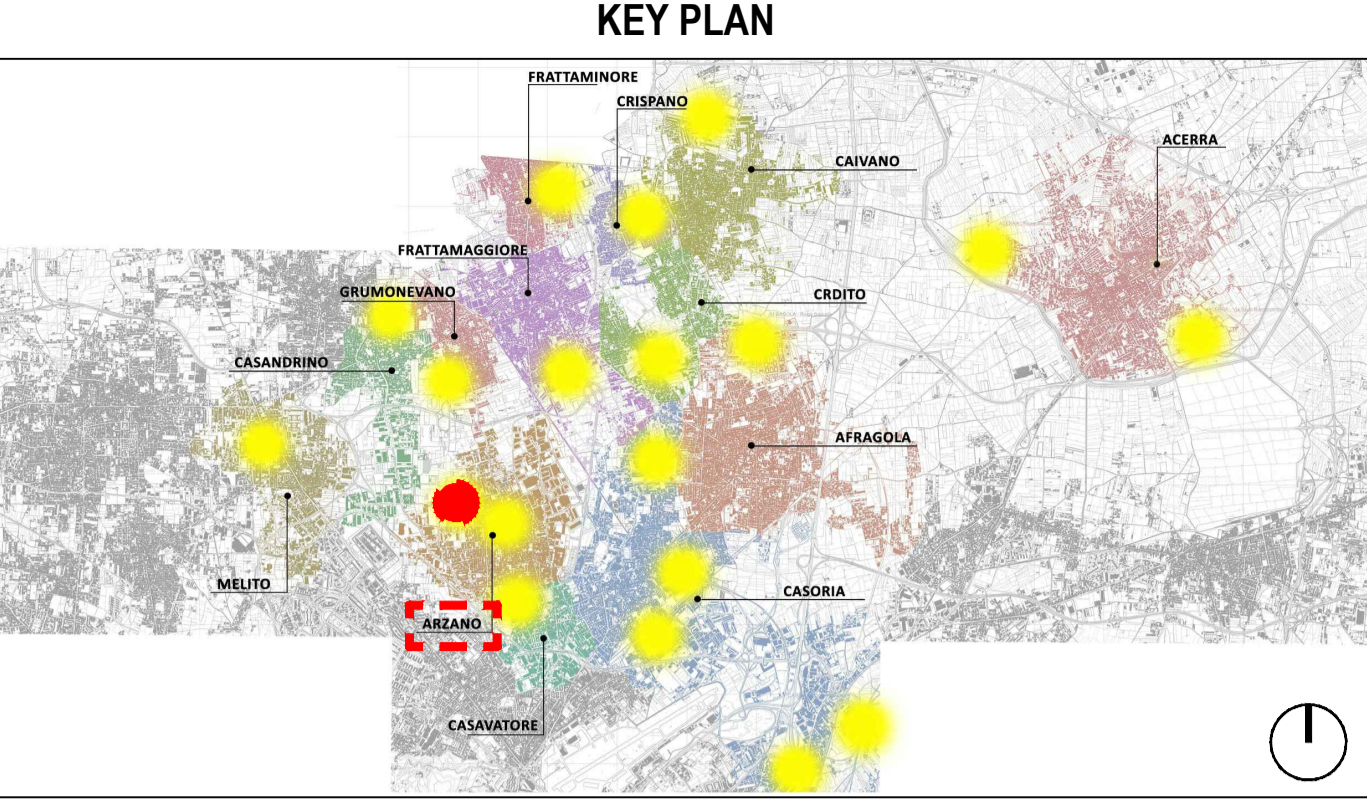 KEY PLAN
FRATTAMINORE
CRISPANO
ACERRA
CAIVANO
FRATTAMAGGIORE
GRUMONEVANO
CRDITO
CASANDRINO
AFRAGOLA
MELITO
CASORIA
ARZANO
CASAVATORE